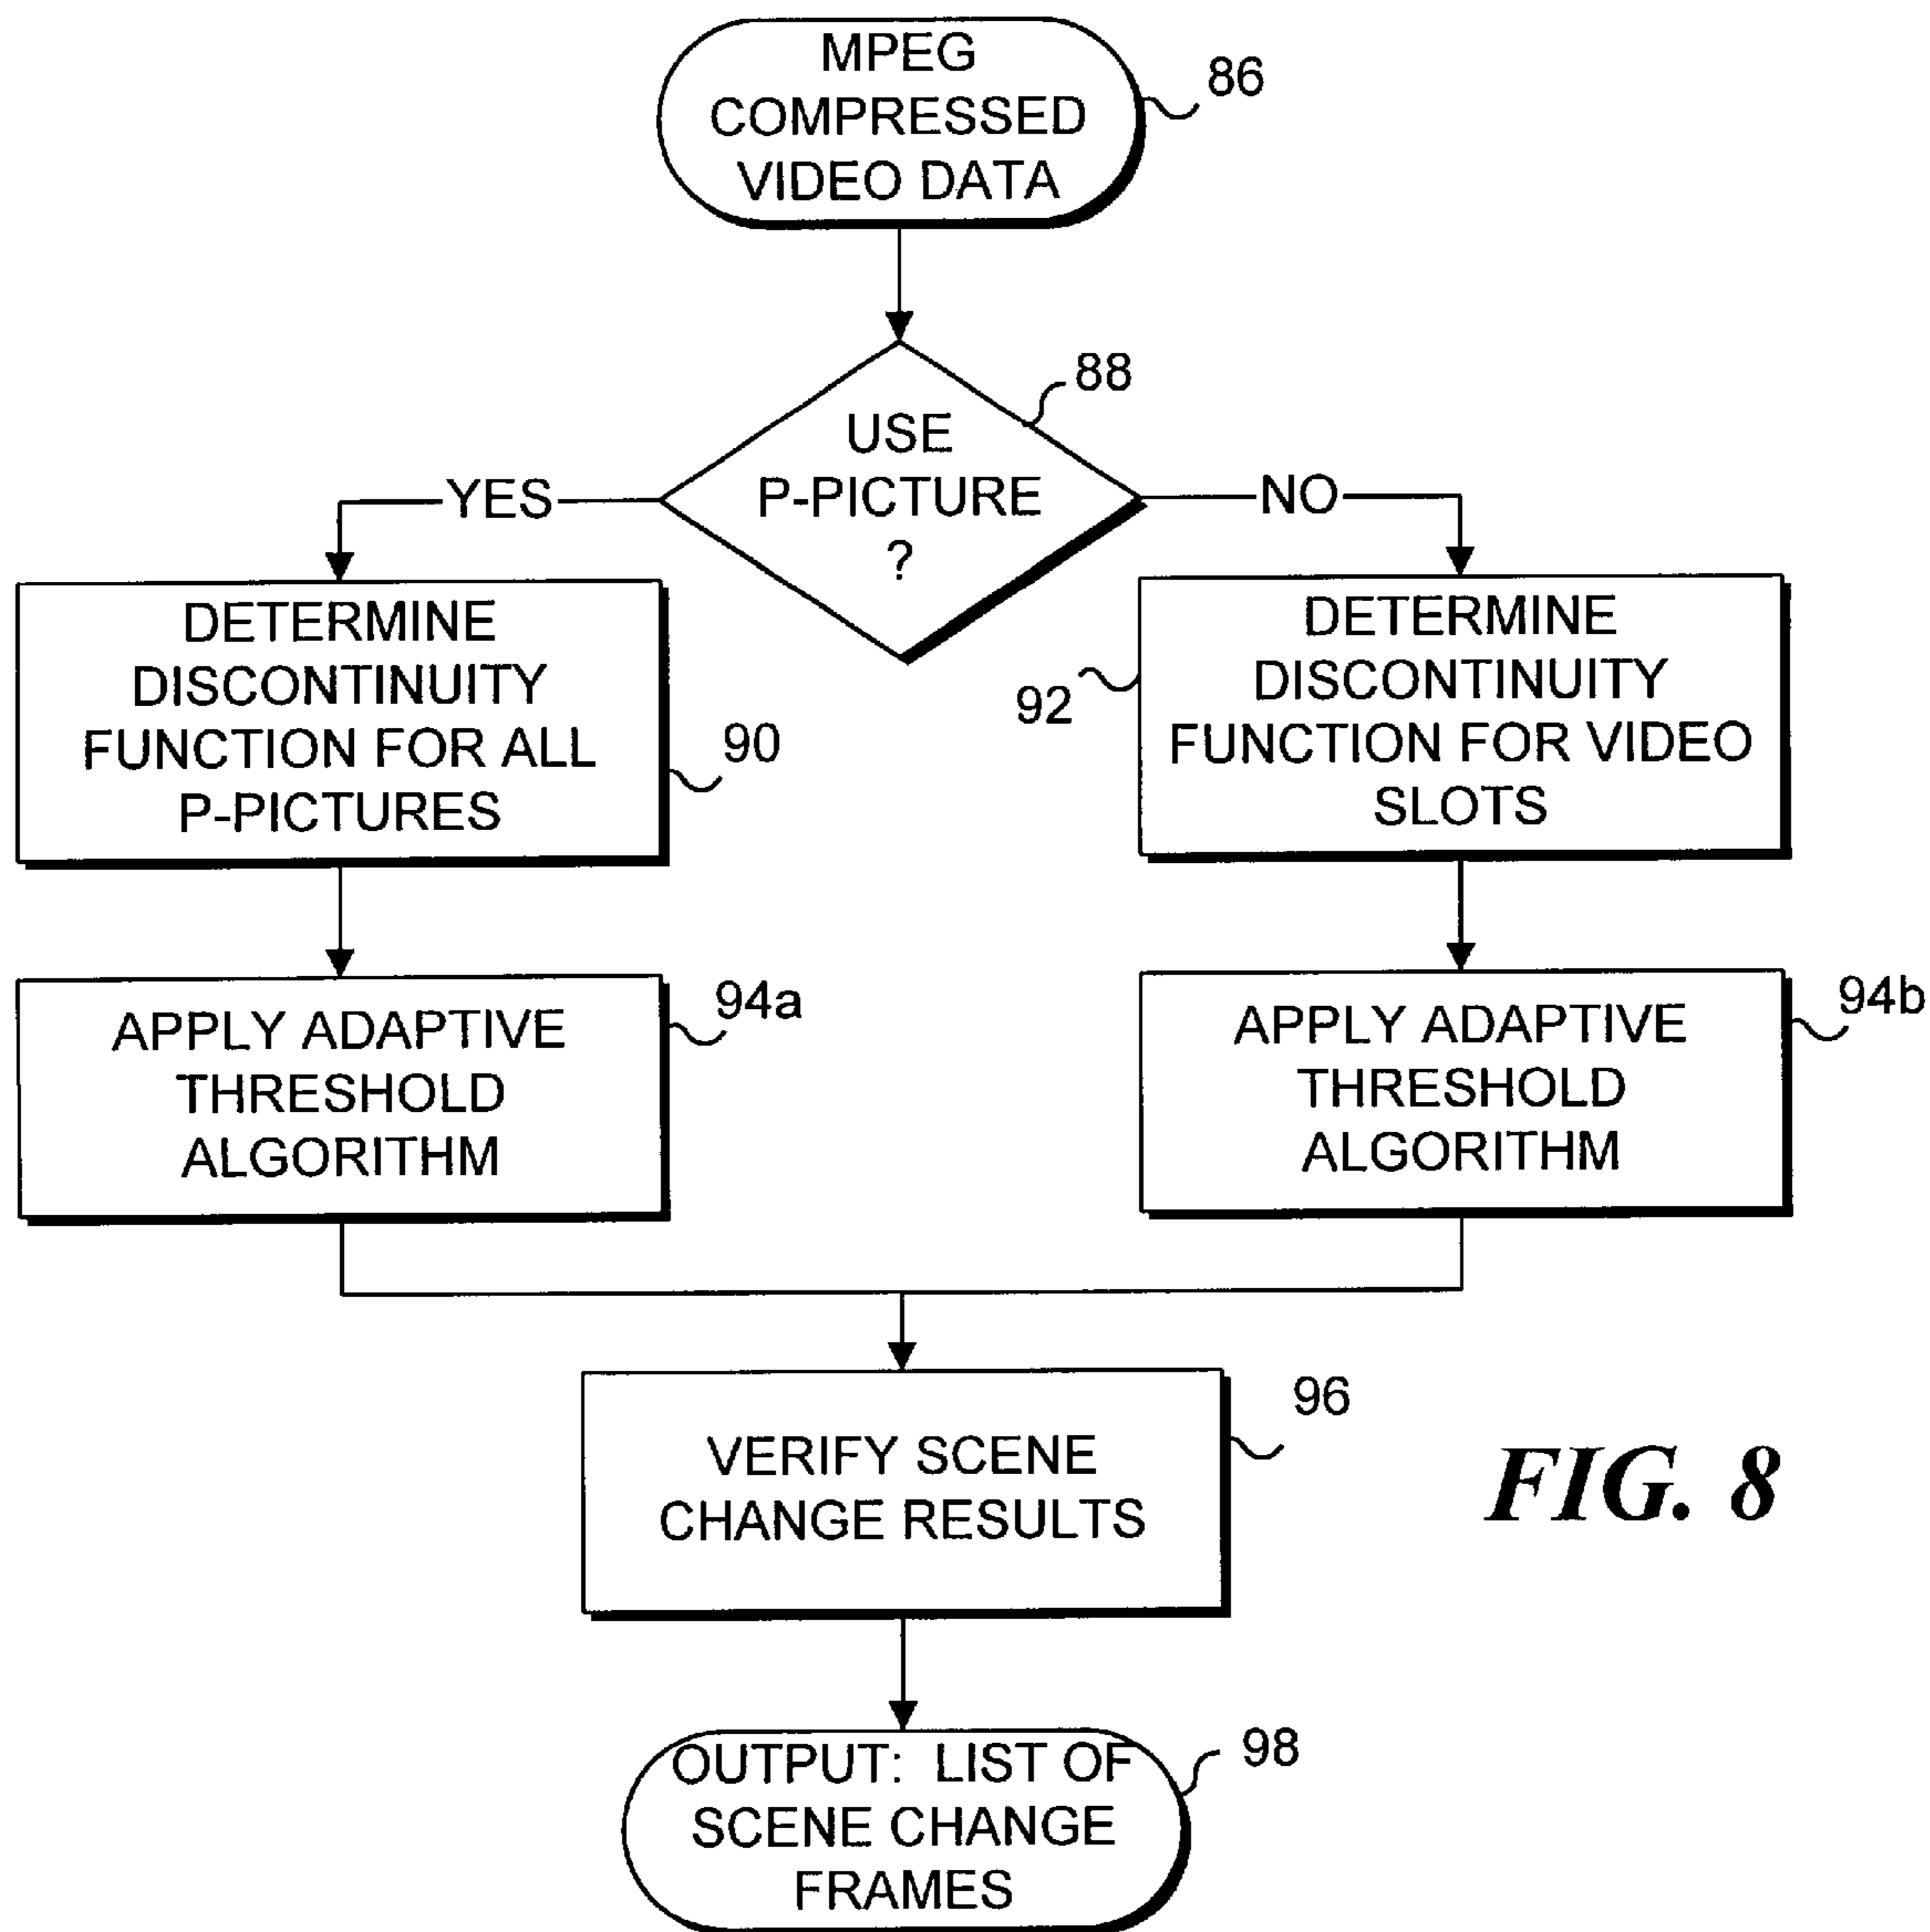 MPEG
COMPRESSED
VIDEO DATA
86
88
USE
P-PICTURE
?
YES
NO
DETERMINE
DISCONTINUITY
FUNCTION FOR ALL
P-PICTURES
90
DETERMINE
DISCONTINUITY
FUNCTION FOR VIDEO
SLOTS
92
APPLY ADAPTIVE
THRESHOLD
ALGORITHM
94a
APPLY ADAPTIVE
THRESHOLD
ALGORITHM
94b
VERIFY SCENE
CHANGE RESULTS
96
FIG. 8
OUTPUT: LIST OF
SCENE CHANGE
FRAMES
98